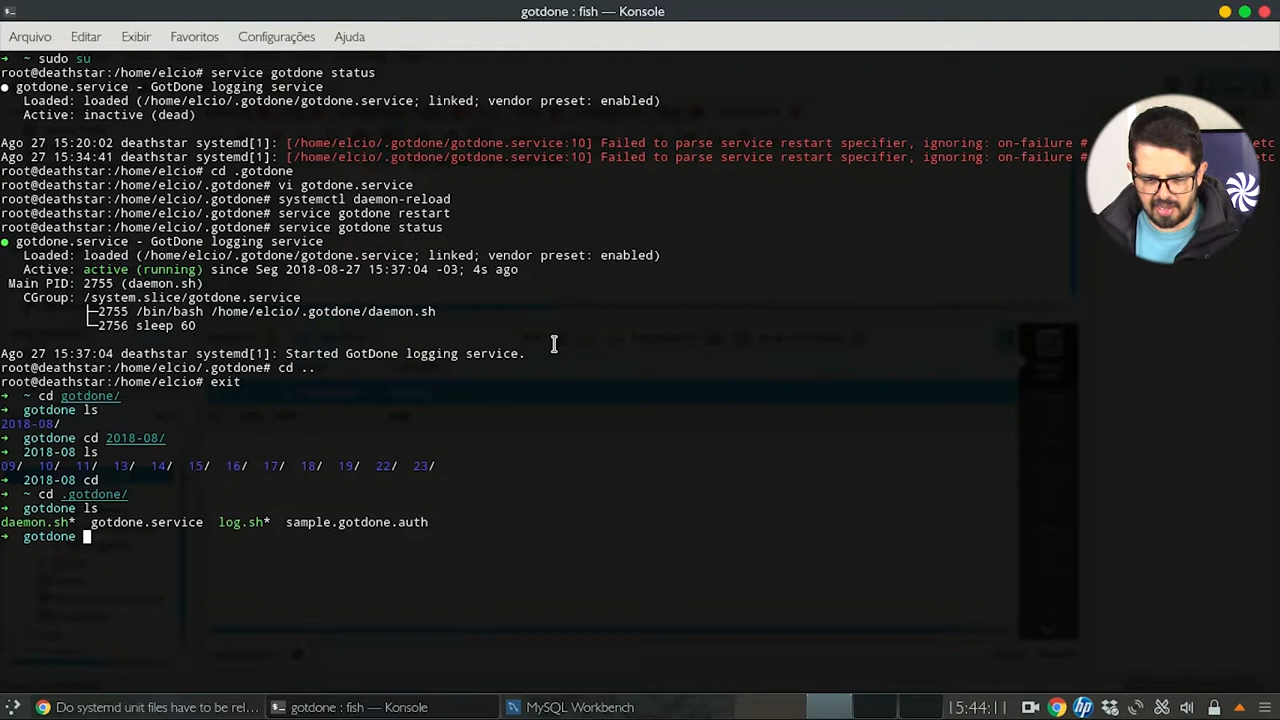 gotdone : fish — Konsole
Arquivo Editar Exibir Favoritos Configurações Ajuda
➜ ~ sudo su
root@deathstar:/home/elcio# service gotdone status
● gotdone.service - GotDone logging service
Loaded: loaded (/home/elcio/.gotdone/gotdone.service; linked; vendor preset: enabled)
Active: inactive (dead)
Ago 27 15:20:02 deathstar systemd[1]: [/home/elcio/.gotdone/gotdone.service:10] Failed to parse service restart specifier, ignoring: on-failure # etc
Ago 27 15:34:41 deathstar systemd[1]: [/home/elcio/.gotdone/gotdone.service:10] Failed to parse service restart specifier, ignoring: on-failure # etc
root@deathstar:/home/elcio# cd .gotdone
root@deathstar:/home/elcio/.gotdone# vi gotdone.service
root@deathstar:/home/elcio/.gotdone# systemctl daemon-reload
root@deathstar:/home/elcio/.gotdone# service gotdone restart
root@deathstar:/home/elcio/.gotdone# service gotdone status
● gotdone.service - GotDone logging service
Loaded: loaded (/home/elcio/.gotdone/gotdone.service; linked; vendor preset: enabled)
Active: active (running) since Seg 2018-08-27 15:37:04 -03; 4s ago
Main PID: 2755 (daemon.sh)
CGroup: /system.slice/gotdone.service
├─2755 /bin/bash /home/elcio/.gotdone/daemon.sh
└─2756 sleep 60
Ago 27 15:37:04 deathstar systemd[1]: Started GotDone logging service.
root@deathstar:/home/elcio/.gotdone# cd ..
root@deathstar:/home/elcio# exit
➜ ~ cd gotdone/
➜ gotdone ls
2018-08/
➜ gotdone cd 2018-08/
➜ 2018-08 ls
09/ 10/ 11/ 13/ 14/ 15/ 16/ 17/ 18/ 19/ 22/ 23/
➜ 2018-08 cd
➜ ~ cd .gotdone/
➜ gotdone ls
daemon.sh* gotdone.service log.sh* sample.gotdone.auth
➜ gotdone
Do systemd unit files have to be rel... gotdone : fish — Konsole MySQL Workbench 15:44:11